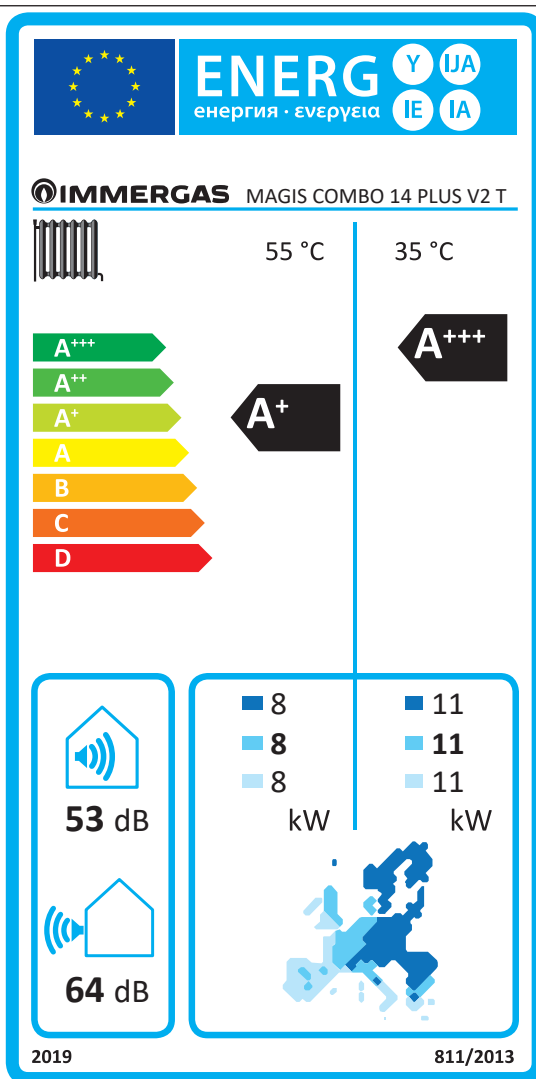 ENERG Y IJA
енергия · ενεργεια IE IA
IMMERGAS MAGIS COMBO 14 PLUS V2 T
55 °C 35 °C
A+++
A+++
A++
A+
A+
A
B
C
D
8 11
8 11
8 11
kW kW
53 dB
64 dB
2019 811/2013